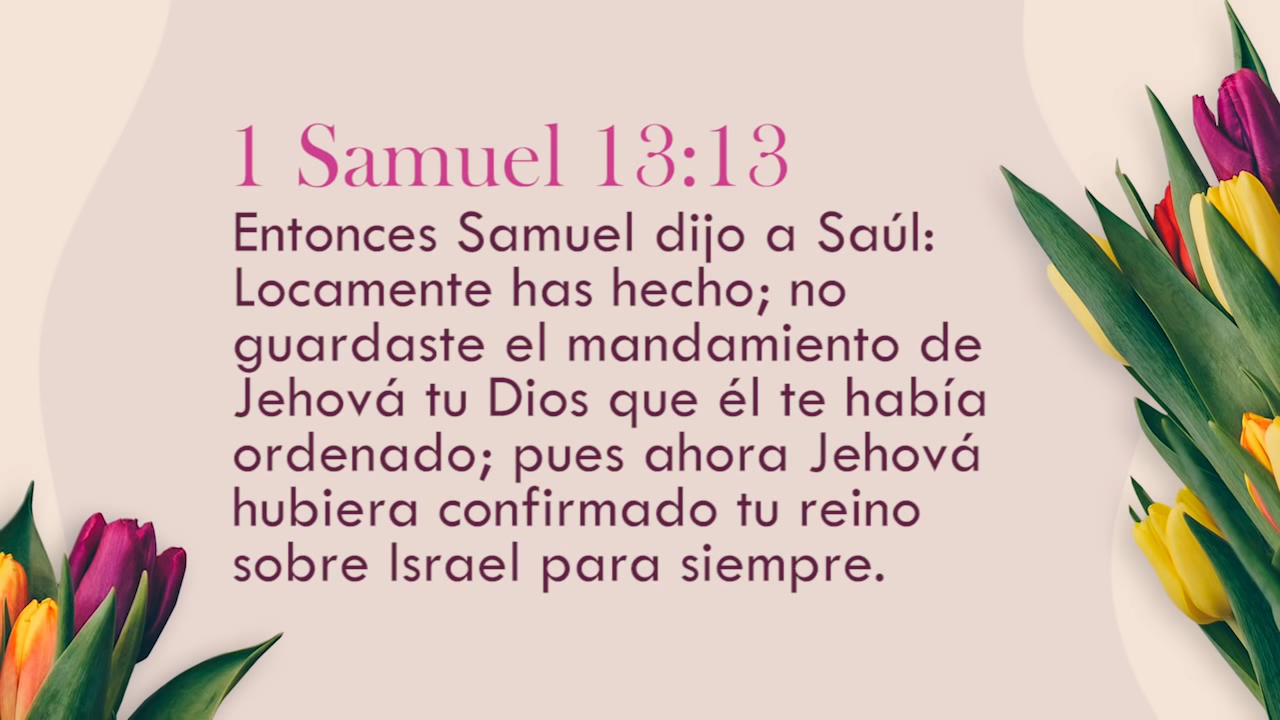 1 Samuel 13:13
Entonces Samuel dijo a Saúl:
Locamente has hecho; no
guardaste el mandamiento de
Jehová tu Dios que él te había
ordenado; pues ahora Jehová
hubiera confirmado tu reino
sobre Israel para siempre.